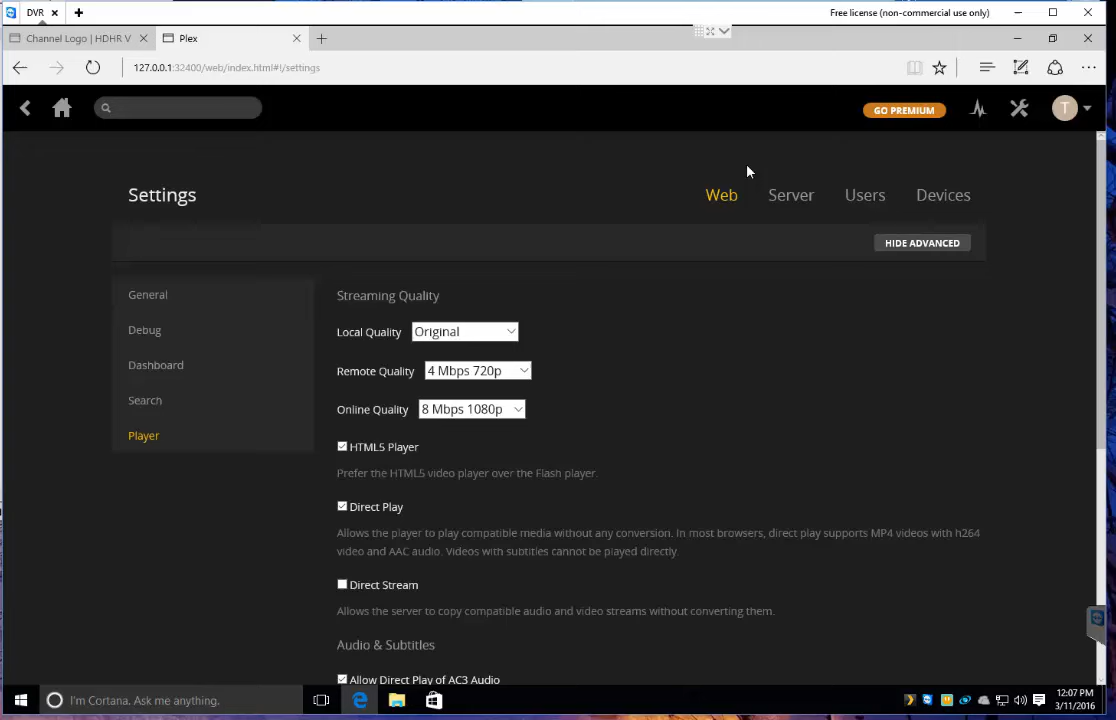 DVR
Free license (non-commercial use only)
Channel Logo | HDHR V
Plex
127.0.0.1:32400/web/index.html#!/settings
GO PREMIUM
T
Settings
Web
Server
Users
Devices
HIDE ADVANCED
General
Debug
Dashboard
Search
Player
Streaming Quality
Local Quality
Original
Remote Quality
4 Mbps 720p
Online Quality
8 Mbps 1080p
HTML5 Player
Prefer the HTML5 video player over the Flash player.
Direct Play
Allows the player to play compatible media without any conversion. In most browsers, direct play supports MP4 videos with h264
video and AAC audio. Videos with subtitles cannot be played directly.
Direct Stream
Allows the server to copy compatible audio and video streams without converting them.
Audio & Subtitles
Allow Direct Play of AC3 Audio
I'm Cortana. Ask me anything.
12:07 PM
3/11/2016